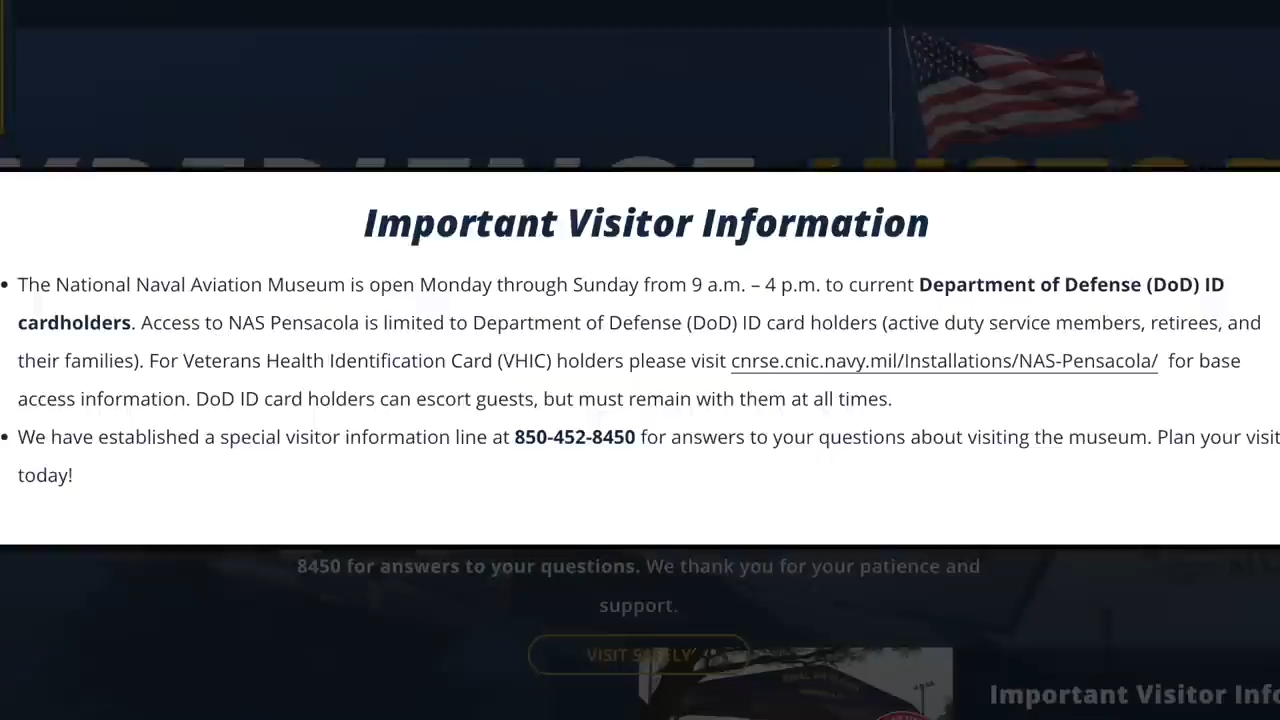 Important Visitor Information
• The National Naval Aviation Museum is open Monday through Sunday from 9 a.m. – 4 p.m. to current Department of Defense (DoD) ID
cardholders. Access to NAS Pensacola is limited to Department of Defense (DoD) ID card holders (active duty service members, retirees, and
their families). For Veterans Health Identification Card (VHIC) holders please visit cnrse.cnic.navy.mil/Installations/NAS-Pensacola/ for base
access information. DoD ID card holders can escort guests, but must remain with them at all times.
• We have established a special visitor information line at 850-452-8450 for answers to your questions about visiting the museum. Plan your visit
today!
8450 for answers to your questions. We thank you for your patience and
support.
VISIT SAFELY
Important Visitor Info